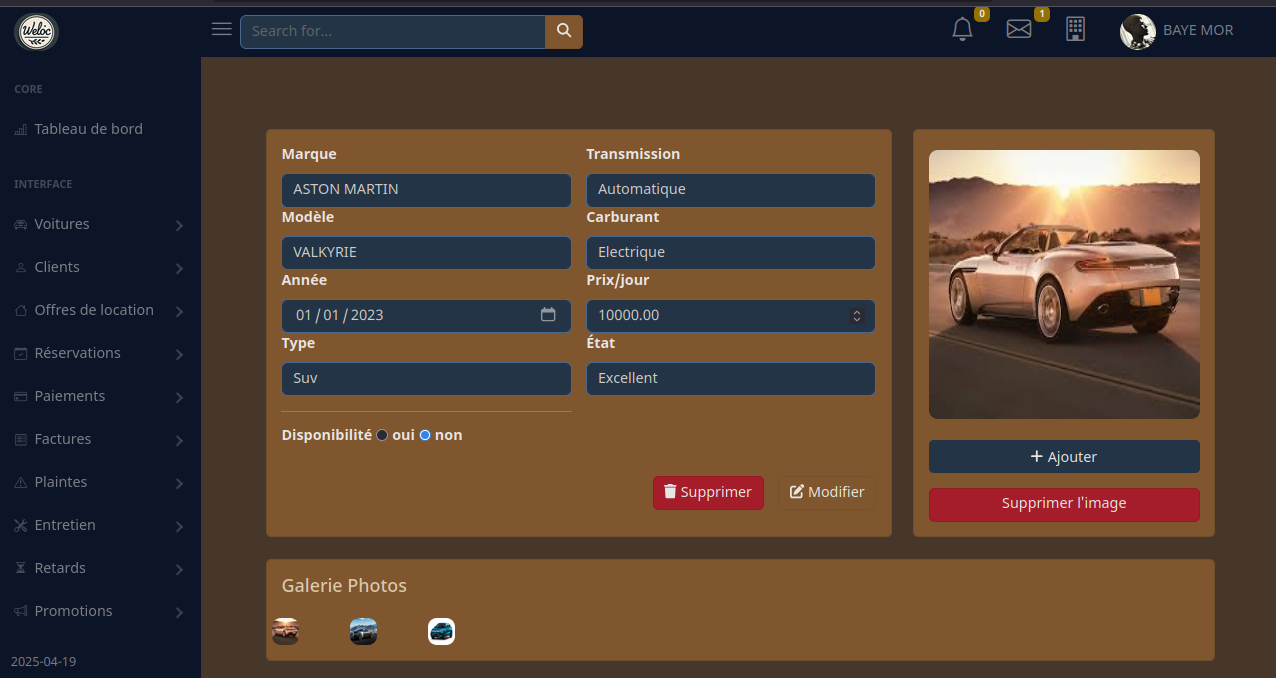 Weloc
Search for...
0
1
BAYE MOR
CORE
Tableau de bord
INTERFACE
Voitures
Clients
Offres de location
Réservations
Paiements
Factures
Plaintes
Entretien
Retards
Promotions
2025-04-19
Marque
ASTON MARTIN
Transmission
Automatique
Modèle
VALKYRIE
Carburant
Electrique
Année
01/01/2023
Prix/jour
10000.00
Type
Suv
État
Excellent
Disponibilité oui non
Supprimer
Modifier
Ajouter
Supprimer l'image
Galerie Photos